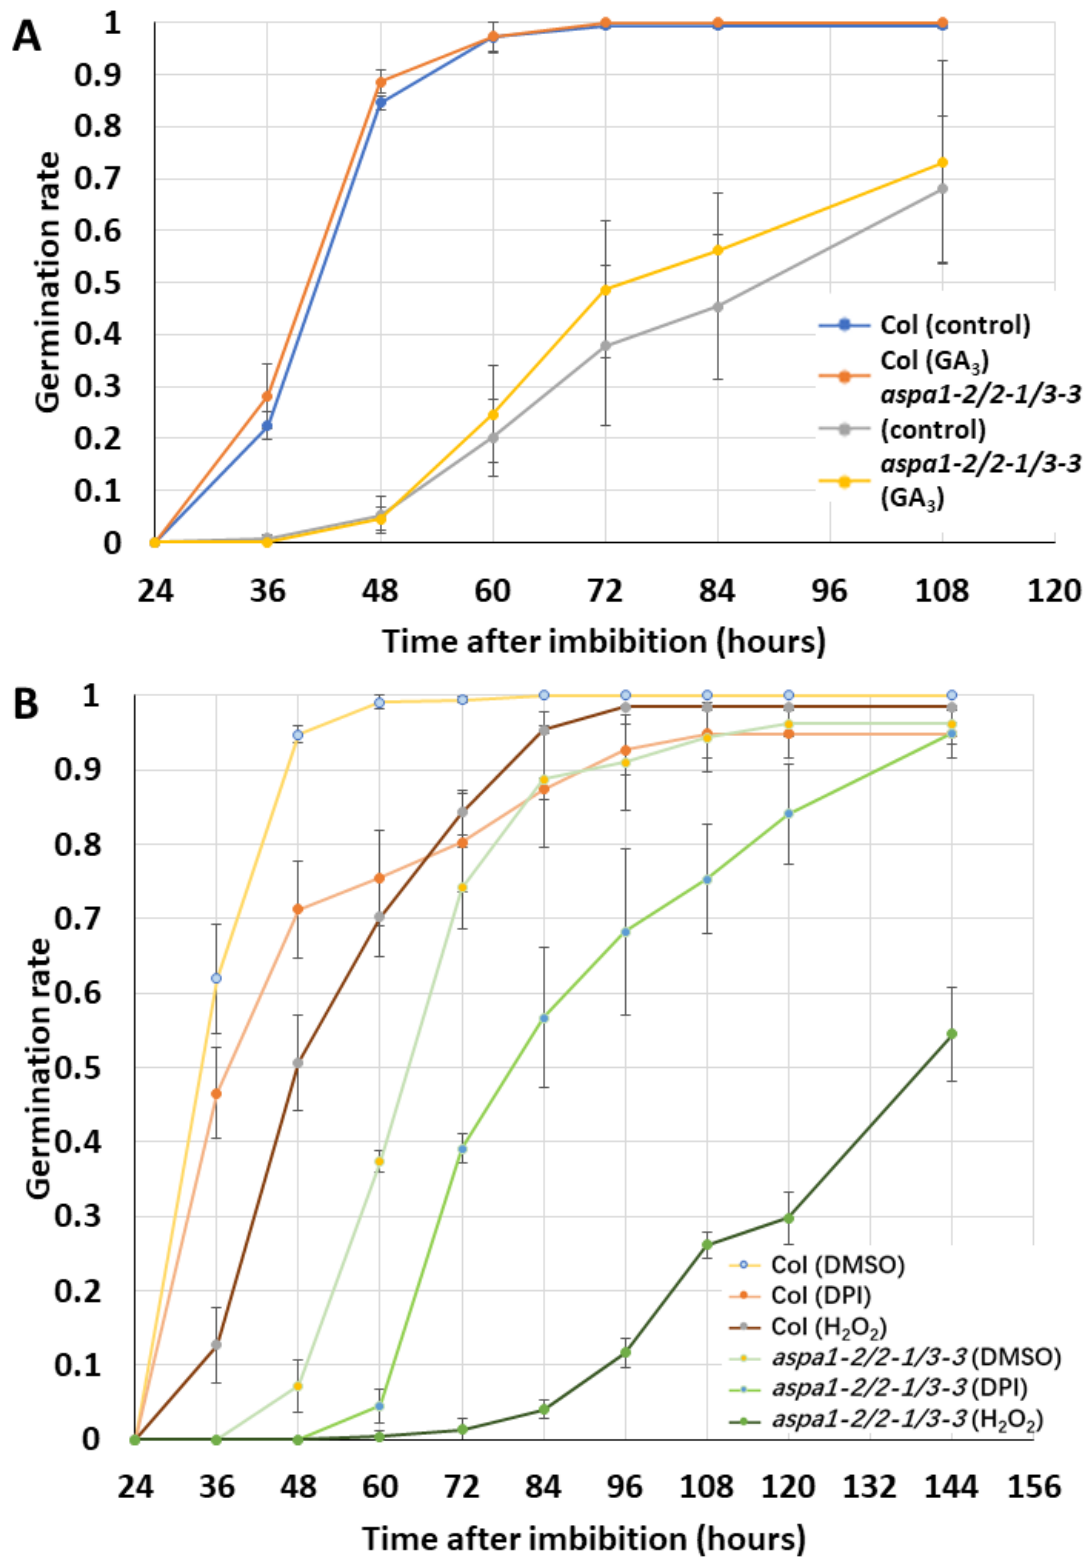 A
1
0.9
0.8
0.7
0.6
0.5
0.4
0.3
0.2
0.1
0
Germination rate
Col (control)
Col (GA₃)
aspa1-2/2-1/3-3
(control)
aspa1-2/2-1/3-3
(GA₃)
24 36 48 60 72 84 96 108 120
Time after imbibition (hours)
B
1
0.9
0.8
0.7
0.6
0.5
0.4
0.3
0.2
0.1
0
Germination rate
Col (DMSO)
Col (DPI)
Col (H₂O₂)
aspa1-2/2-1/3-3 (DMSO)
aspa1-2/2-1/3-3 (DPI)
aspa1-2/2-1/3-3 (H₂O₂)
24 36 48 60 72 84 96 108 120 132 144 156
Time after imbibition (hours)